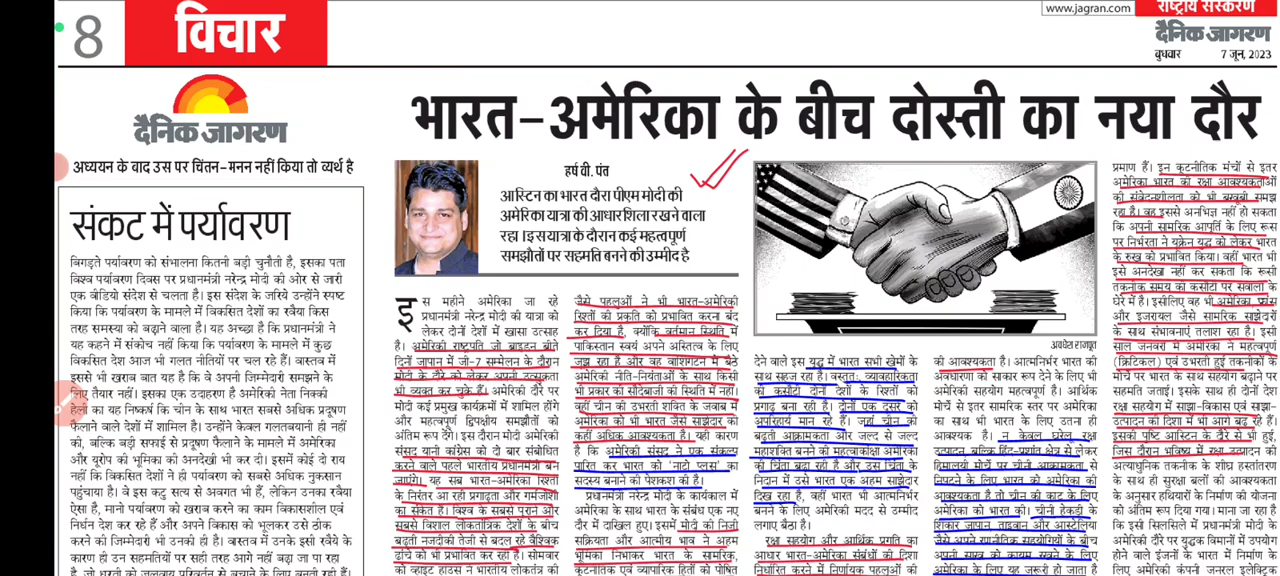 8
विचार
www.jagran.com
राष्ट्रीय संस्करण
दैनिक जागरण
बुधवार 7 जून, 2023
दैनिक जागरण
अध्ययन के बाद उस पर चिंतन-मनन नहीं किया तो व्यर्थ है
संकट में पर्यावरण
बिगड़ते पर्यावरण को संभालना कितनी बड़ी चुनौती है, इसका पता
विश्व पर्यावरण दिवस पर प्रधानमंत्री नरेन्द्र मोदी की ओर से जारी
एक वीडियो संदेश से चलता है। इस संदेश के जरिये उन्होंने स्पष्ट
किया कि पर्यावरण के मामले में विकसित देशों का रवैया किस
तरह समस्या को बढ़ाने वाला है। यह अच्छा है कि प्रधानमंत्री ने
यह कहने में संकोच नहीं किया कि पर्यावरण के मामले में कुछ
विकसित देश आज भी गलत नीतियों पर चल रहे हैं। वास्तव में
इससे भी खराब बात यह है कि वे अपनी जिम्मेदारी समझने के
लिए तैयार नहीं। इसका एक उदाहरण है अमेरिकी नेता निक्की
हेली का यह निष्कर्ष कि चीन के साथ भारत सबसे अधिक प्रदूषण
फैलाने वाले देशों में शामिल है। उन्होंने केवल गलतबयानी ही नहीं
की, बल्कि बड़ी सफाई से प्रदूषण फैलाने के मामले में अमेरिका
और यूरोप की भूमिका की अनदेखी भी कर दी। इसमें कोई दो राय
नहीं कि विकसित देशों ने ही पर्यावरण को सबसे अधिक नुकसान
पहुंचाया है। वे इस कटु सत्य से अवगत भी हैं, लेकिन उनका रवैया
ऐसा है, मानो पर्यावरण को खराब करने का काम विकासशील एवं
निर्धन देश कर रहे हैं और अपने विकास को भूलकर उसे ठीक
करने की जिम्मेदारी भी उनकी ही है। वास्तव में उनके इसी रवैये के
कारण ही उन सहमतियों पर सही तरह आगे नहीं बढ़ा जा पा रहा
है, जो धरती को जलवायु परिवर्तन से बचाने के लिए बनती रही हैं।
भारत-अमेरिका के बीच दोस्ती का नया दौर
हर्ष वी. पंत
आस्टिन का भारत दौरा पीएम मोदी की
अमेरिका यात्रा की आधारशिला रखने वाला
रहा। इस यात्रा के दौरान कई महत्वपूर्ण
समझौतों पर सहमति बनने की उम्मीद है
इस महीने अमेरिका जा रहे
प्रधानमंत्री नरेन्द्र मोदी की यात्रा को
लेकर दोनों देशों में खासा उत्साह
है। अमेरिकी राष्ट्रपति जो बाइडन बीते
दिनों जापान में जी-7 सम्मेलन के दौरान
मोदी के दौरे को लेकर अपनी उत्सुकता
भी व्यक्त कर चुके हैं। अमेरिकी दौरे पर
मोदी कई प्रमुख कार्यक्रमों में शामिल होंगे
और महत्वपूर्ण द्विपक्षीय समझौतों को
अंतिम रूप देंगे। इस दौरान मोदी अमेरिकी
संसद यानी कांग्रेस को दो बार संबोधित
करने वाले पहले भारतीय प्रधानमंत्री बन
जाएंगे। यह सब भारत-अमेरिका रिश्तों
के निरंतर आ रही प्रगाढ़ता और गर्मजोशी
का संकेत है। विश्व के सबसे पुराने और
सबसे विशाल लोकतांत्रिक देशों के बीच
बढ़ती नजदीकी तेजी से बदल रहे वैश्विक
ढांचे को भी प्रभावित कर रहा है। सोमवार
को व्हाइट हाउस ने भारतीय लोकतंत्र की
जैसे पहलुओं ने भी भारत-अमेरिकी
रिश्तों की प्रकृति को प्रभावित करना बंद
कर दिया है, क्योंकि वर्तमान स्थिति में
पाकिस्तान स्वयं अपने अस्तित्व के लिए
जूझ रहा है और वह वाशिंगटन में बैठे
अमेरिकी नीति-नियंताओं के साथ किसी
भी प्रकार की सौदेबाजी की स्थिति में नहीं।
वहीं चीन की उभरती शक्ति के जवाब में
अमेरिका को भी भारत जैसे साझेदार की
कहीं अधिक आवश्यकता है। यही कारण
है कि अमेरिकी संसद ने एक संकल्प
पारित कर भारत को 'नाटो प्लस' का
सदस्य बनाने की पेशकश की है।
प्रधानमंत्री नरेन्द्र मोदी के कार्यकाल में
अमेरिका के साथ भारत के संबंध एक नए
दौर में दाखिल हुए। इसमें मोदी की निजी
सक्रियता और आत्मीय भाव ने अहम
भूमिका निभाकर भारत के सामरिक,
कूटनीतिक एवं व्यापारिक हितों को पोषित
अवधेश राजपूत
देने वाले इस युद्ध में भारत सभी खेमों के
साथ सहज रहा है। वस्तुतः, व्यावहारिकता
की कसौटी दोनों देशों के रिश्तों को
प्रगाढ़ बना रही है। दोनों एक दूसरे को
अपरिहार्य मान रहे हैं। जहां चीन की
बढ़ती आक्रामकता और जल्द से जल्द
महाशक्ति बनने की महत्वाकांक्षा अमेरिका
की चिंता बढ़ा रही है और उस चिंता के
निदान में उसे भारत एक अहम साझेदार
दिख रहा है, वहीं भारत भी आत्मनिर्भर
बनने के लिए अमेरिकी मदद से उम्मीद
लगाए बैठा है।
रक्षा सहयोग और आर्थिक प्रगति का
आधार भारत-अमेरिका संबंधों की दिशा
निर्धारित करने में निर्णायक पहलुओं की
की आवश्यकता है। आत्मनिर्भर भारत की
अवधारणा को साकार रूप देने के लिए भी
अमेरिकी सहयोग महत्वपूर्ण है। आर्थिक
मोर्चे से इतर सामरिक स्तर पर अमेरिका
का साथ भी भारत के लिए उतना ही
आवश्यक है। न केवल घरेलू रक्षा
उत्पादन, बल्कि हिंद-प्रशांत क्षेत्र से लेकर
हिमालयी मोर्चे पर चीनी आक्रामकता से
निपटने के लिए भारत को अमेरिका की
आवश्यकता है तो चीन की काट के लिए
अमेरिका को भारत की। चीनी हेकड़ी के
शिकार जापान, ताइवान और आस्ट्रेलिया
जैसे अपने रणनीतिक सहयोगियों के बीच
अपनी साख को कायम रखने के लिए
अमेरिका के लिए यह जरूरी हो जाता है
प्रमाण हैं। इन कूटनीतिक मंचों से इतर
अमेरिका भारत की रक्षा आवश्यकताओं
की संवेदनशीलता को भी बखूबी समझ
रहा है। वह इससे अनभिज्ञ नहीं हो सकता
कि अपनी सामरिक आपूर्ति के लिए रूस
पर निर्भरता ने यूक्रेन युद्ध को लेकर भारत
के रुख को प्रभावित किया। वहीं भारत भी
इसे अनदेखा नहीं कर सकता कि रूसी
तकनीक समय की कसौटी पर सवालों के
घेरे में है। इसीलिए वह भी अमेरिका, फ्रांस
और इजरायल जैसे सामरिक साझेदारों
के साथ संभावनाएं तलाश रहा है। इसी
साल जनवरी में अमेरिका ने महत्वपूर्ण
(क्रिटिकल) एवं उभरती हुई तकनीकों के
मोर्चे पर भारत के साथ सहयोग बढ़ाने पर
सहमति जताई। इसके साथ ही दोनों देश
रक्षा सहयोग में साझा-विकास एवं साझा-
उत्पादन की दिशा में भी आगे बढ़ रहे हैं।
इसकी पुष्टि आस्टिन के दौरे से भी हुई,
जिस दौरान भविष्य में रक्षा उत्पादन की
अत्याधुनिक तकनीक के शीघ्र हस्तांतरण
के साथ ही सुरक्षा बलों की आवश्यकता
के अनुसार हथियारों के निर्माण की योजना
को अंतिम रूप दिया गया। माना जा रहा है
कि इसी सिलसिले में प्रधानमंत्री मोदी के
अमेरिकी दौरे पर युद्धक विमानों में उपयोग
होने वाले इंजनों के भारत में निर्माण के
लिए अमेरिकी कंपनी जनरल इलेक्ट्रिक